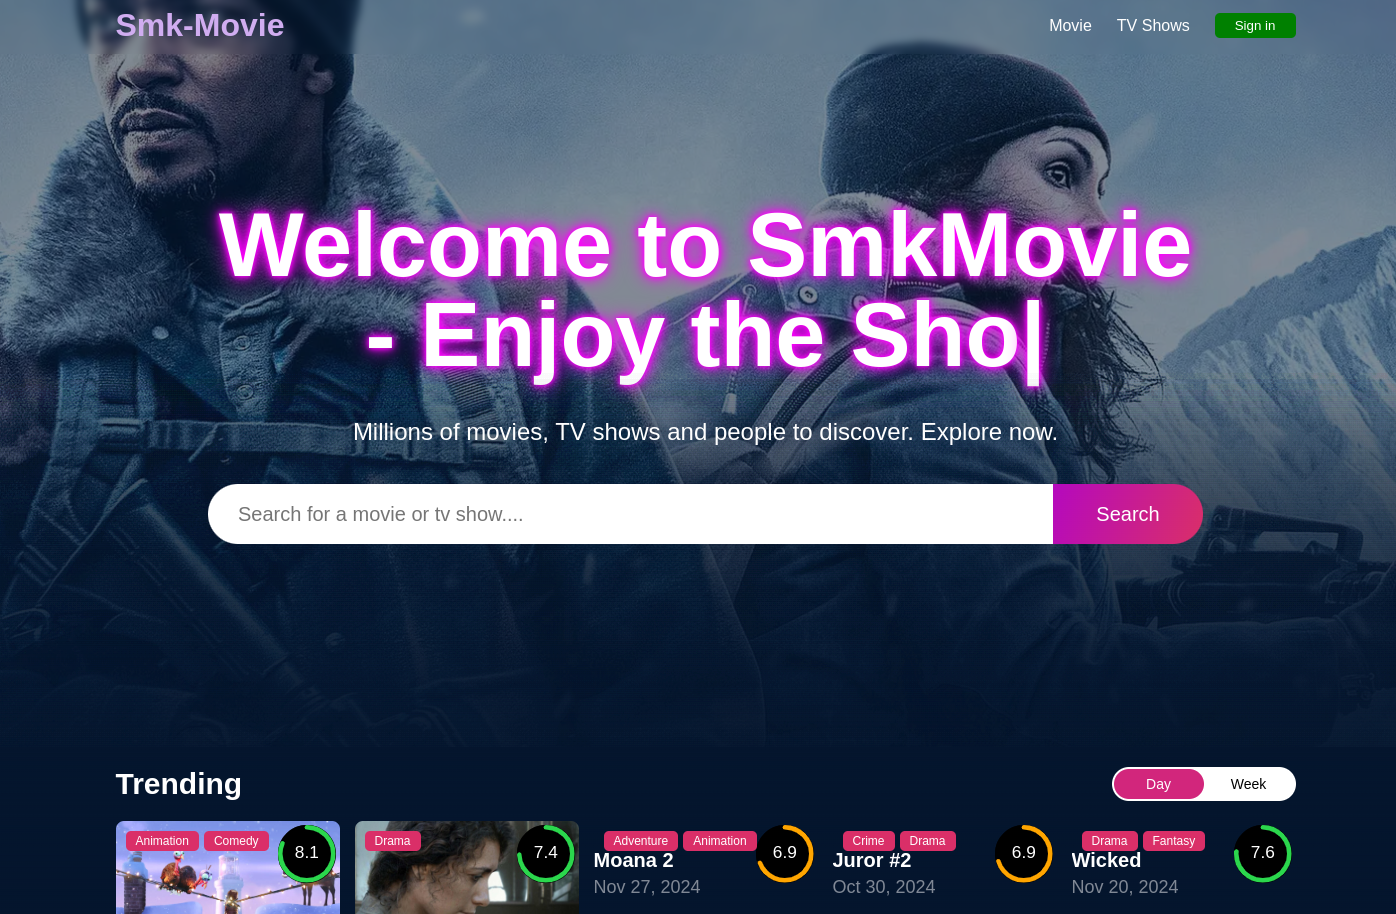 Smk-Movie
Movie TV Shows Sign in
Welcome to SmkMovie
- Enjoy the Sho|
Millions of movies, TV shows and people to discover. Explore now.
Search for a movie or tv show....
Search
Trending
Day Week
Animation Comedy 8.1
Drama 7.4
Adventure Animation 6.9
Moana 2
Nov 27, 2024
Crime Drama 6.9
Juror #2
Oct 30, 2024
Drama Fantasy 7.6
Wicked
Nov 20, 2024